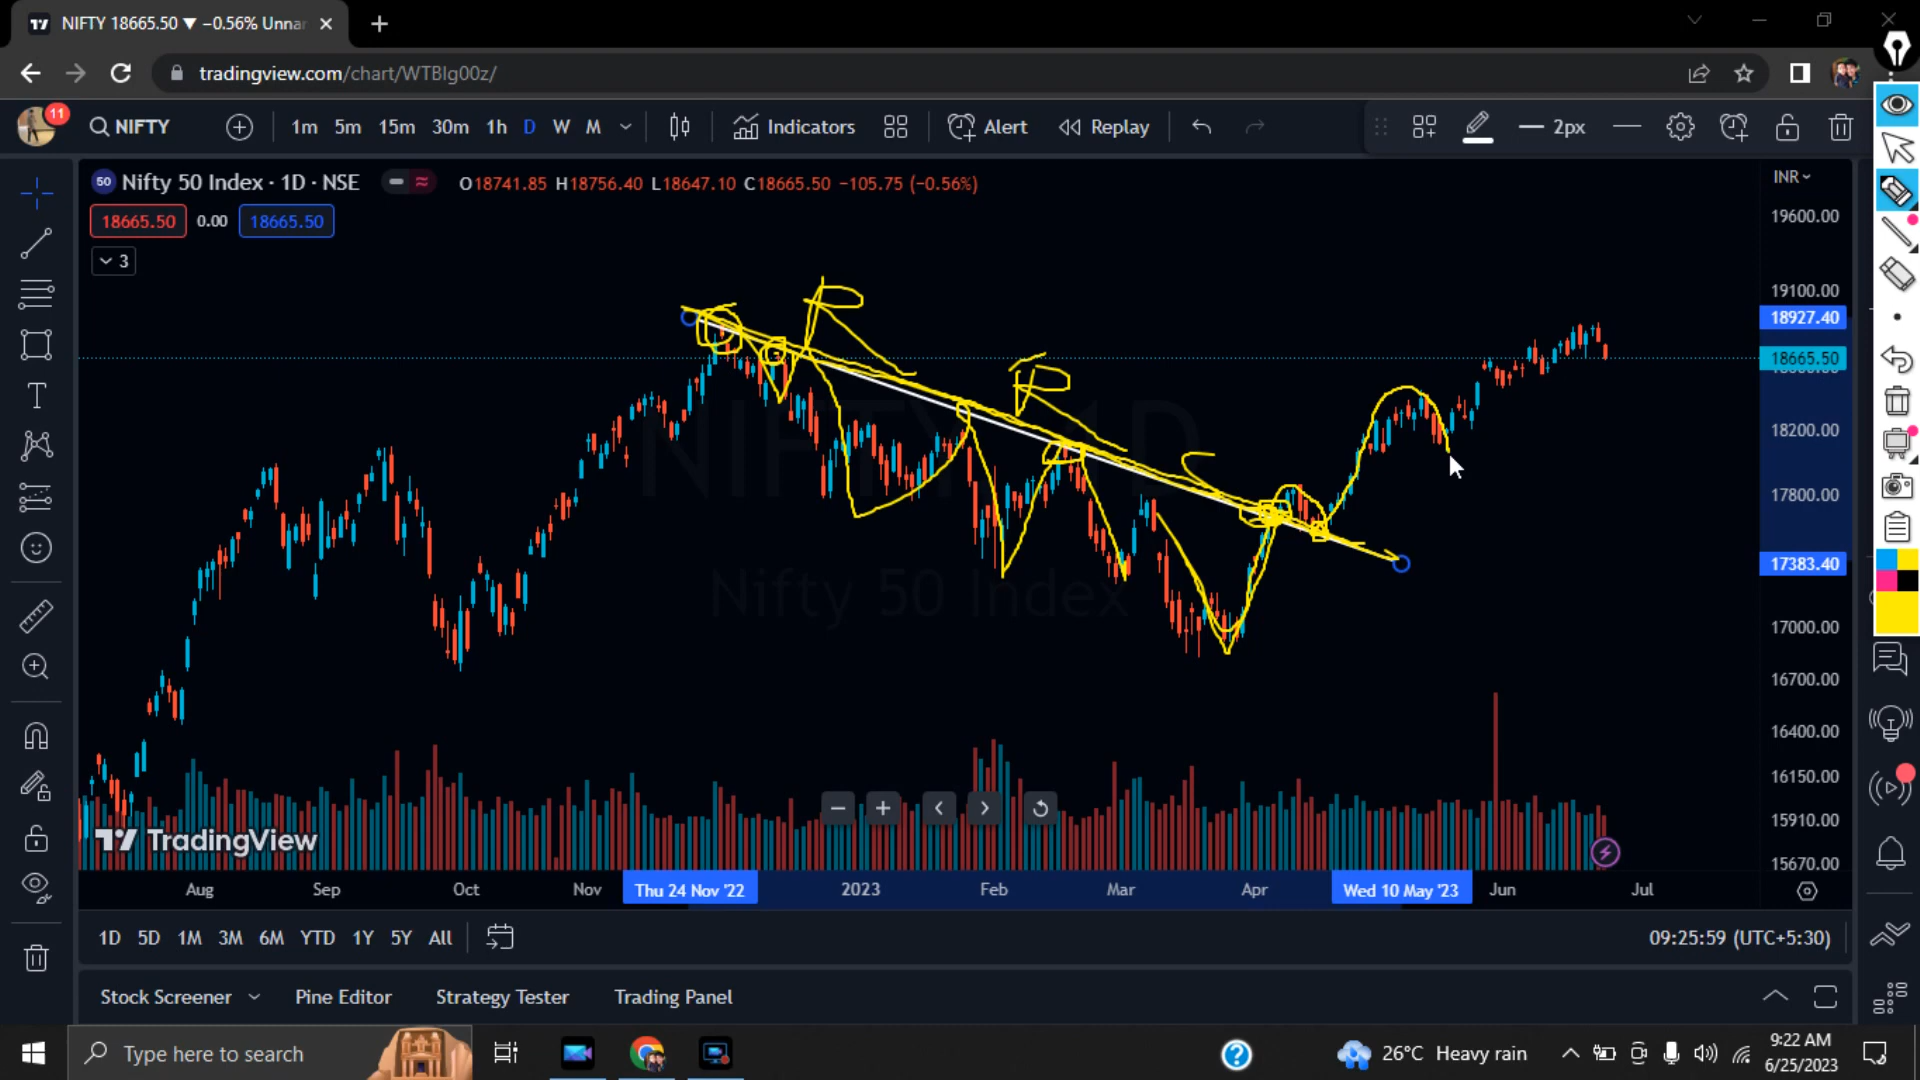 NIFTY 18665.50 ▼ −0.56% Unna
tradingview.com/chart/WTBIg00z/
11
NIFTY
1m 5m 15m 30m 1h D W M
Indicators
Alert
Replay
2px
50 Nifty 50 Index · 1D · NSE
O18741.85 H18756.40 L18647.10 C18665.50 −105.75 (−0.56%)
INR
18665.50 0.00 18665.50
3
R
R
NIFTY 1D
Nifty 50 Index
19600.00
19100.00
18927.40
18665.50
18200.00
17800.00
17383.40
17000.00
16700.00
16400.00
16150.00
15910.00
15670.00
TradingView
Aug Sep Oct Nov Thu 24 Nov '22 2023 Feb Mar Apr Wed 10 May '23 Jun Jul
1D 5D 1M 3M 6M YTD 1Y 5Y All
09:25:59 (UTC+5:30)
Stock Screener Pine Editor Strategy Tester Trading Panel
Type here to search
26°C Heavy rain
9:22 AM
6/25/2023